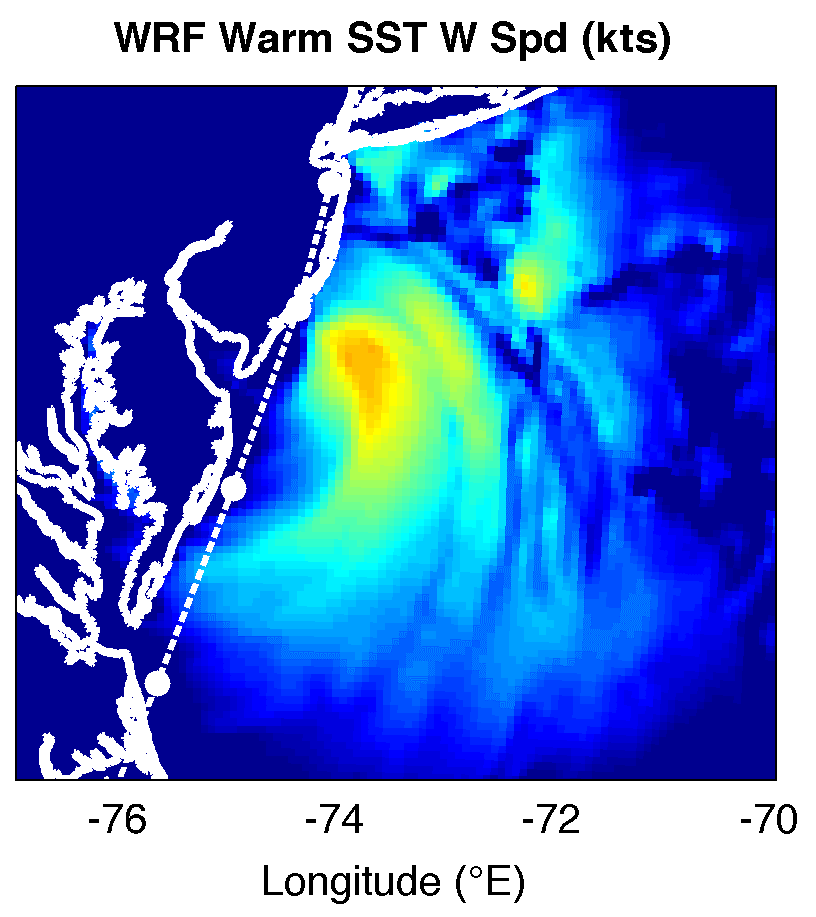 WRF Warm SST W Spd (kts)
-76 -74 -72 -70
Longitude (°E)